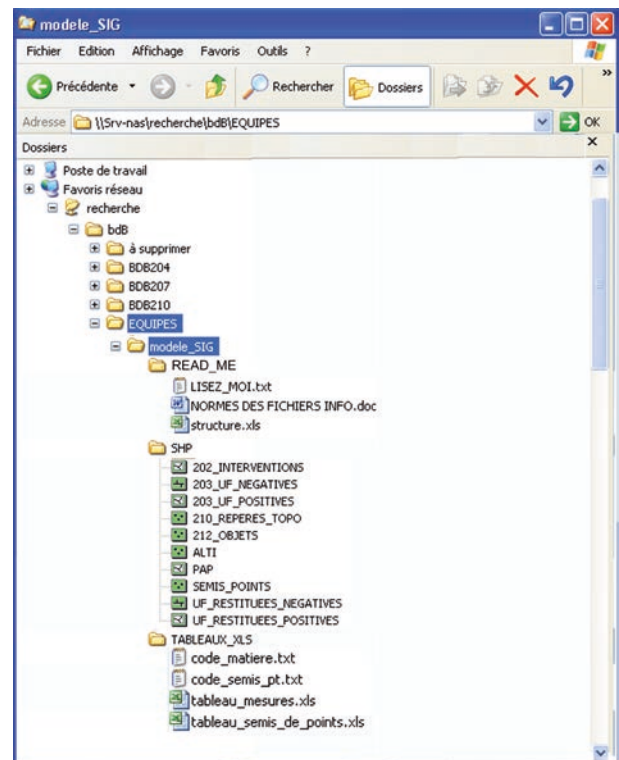 modele_SIG
Fichier Edition Affichage Favoris Outils ?
Précédente Rechercher Dossiers »
Adresse \\Srv-nas\recherche\bdB\EQUIPES OK
Dossiers x
Poste de travail
Favoris réseau
recherche
bdB
à supprimer
BDB204
BDB207
BDB210
EQUIPES
modele_SIG
READ_ME
LISEZ_MOI.txt
NORMES DES FICHIERS INFO.doc
structure.xls
SHP
202_INTERVENTIONS
203_UF_NEGATIVES
203_UF_POSITIVES
210_REPERES_TOPO
212_OBJETS
ALTI
PAP
SEMIS_POINTS
UF_RESTITUEES_NEGATIVES
UF_RESTITUEES_POSITIVES
TABLEAUX_XLS
code_matiere.txt
code_semis_pt.txt
tableau_mesures.xls
tableau_semis_de_points.xls